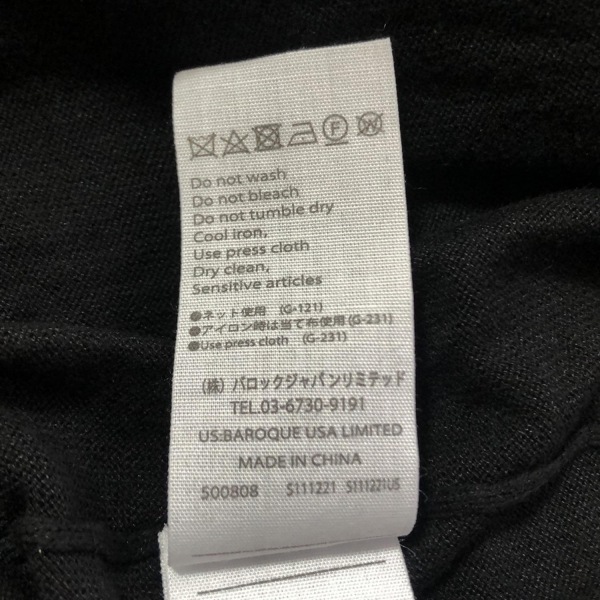 F W
Do not wash
Do not bleach
Do not tumble dry
Cool iron,
Use press cloth
Dry clean,
Sensitive articles
●ネット使用 (G-121)
●アイロン時は当て布使用(G-231)
●Use press cloth (G-231)
(株) バロックジャパンリミテッド
TEL.03-6730-9191
US:BAROQUE USA LIMITED
MADE IN CHINA
500808 S111221 S111221US